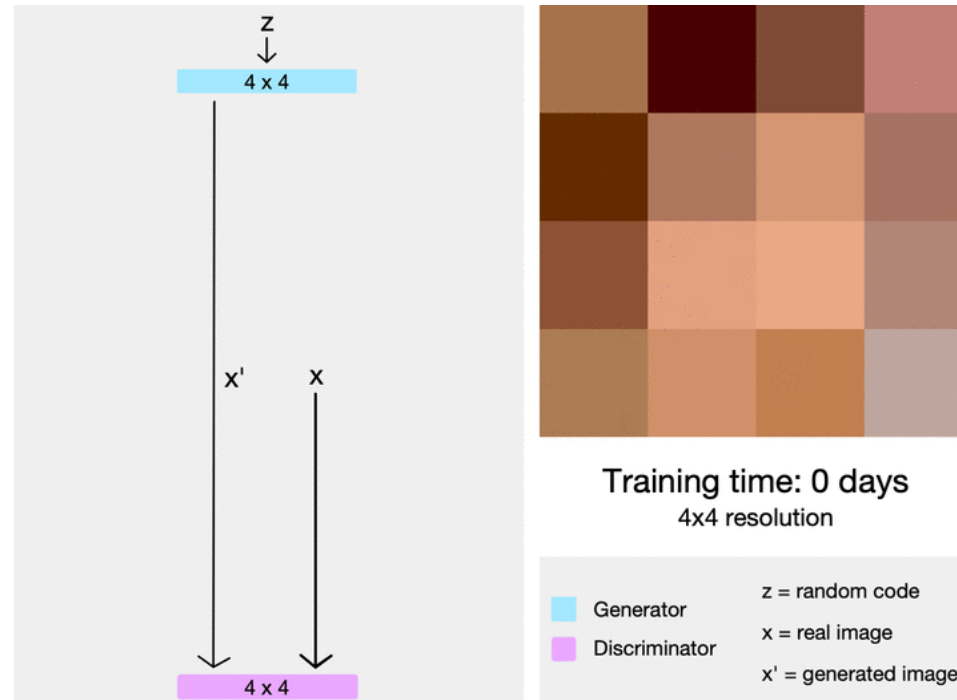 z
4 x 4
x'
x
4 x 4
Training time: 0 days
4x4 resolution
Generator
Discriminator
z = random code
x = real image
x' = generated image